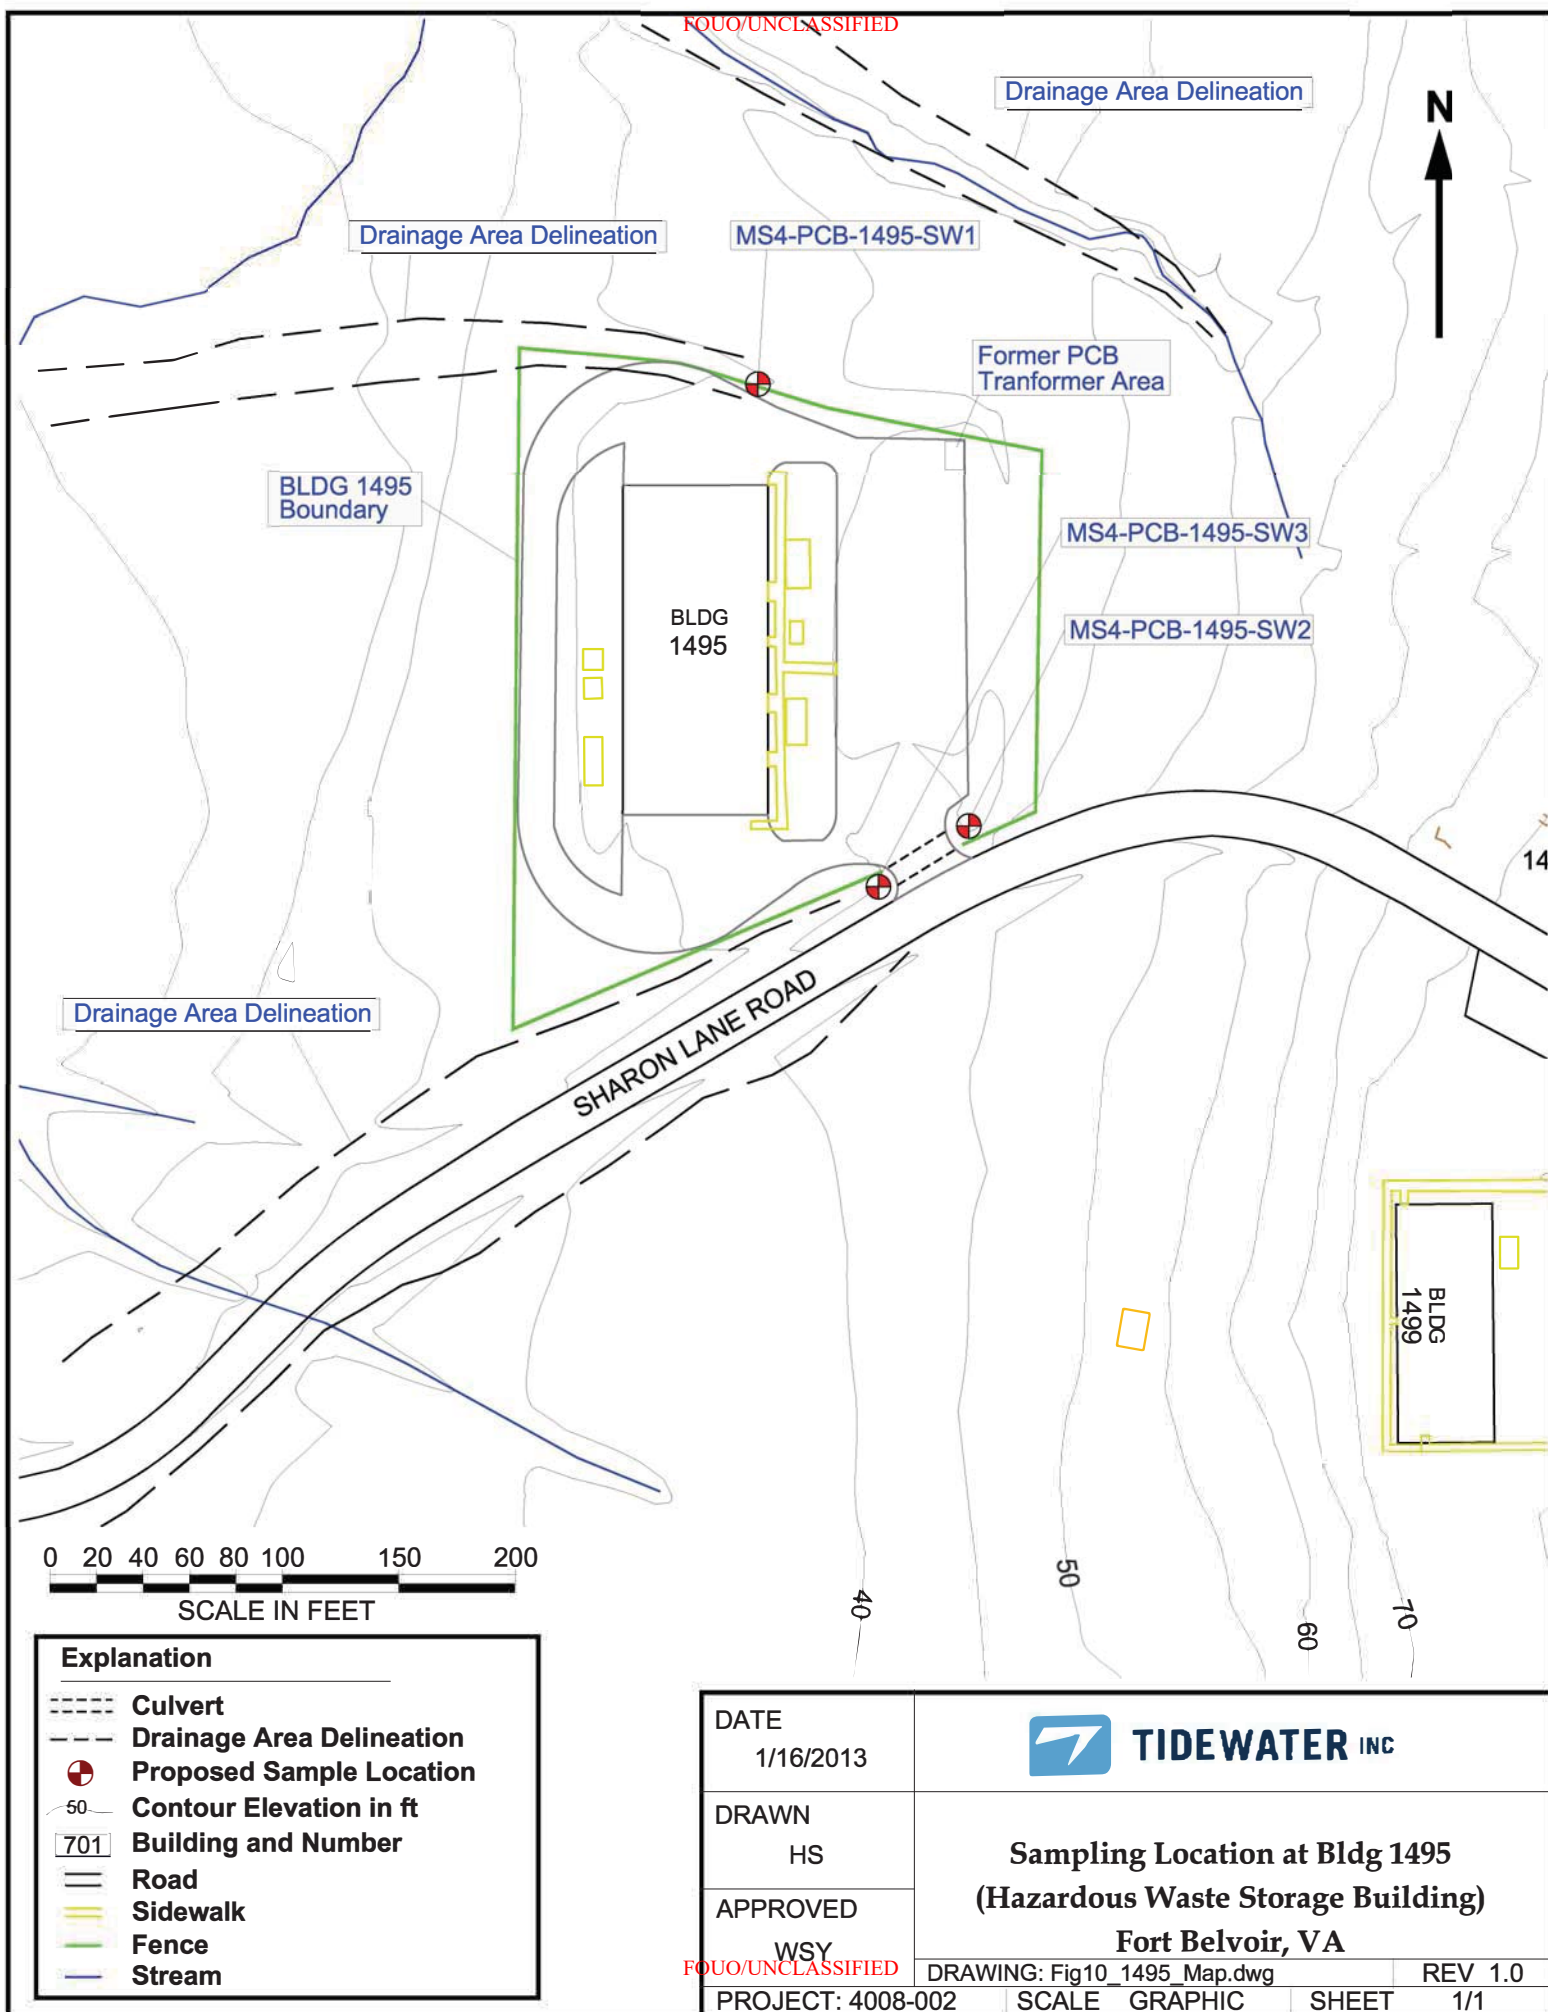 FOUO/UNCLASSIFIED
Drainage Area Delineation
N
Drainage Area Delineation
MS4-PCB-1495-SW1
Former PCB
Tranformer Area
BLDG 1495
Boundary
MS4-PCB-1495-SW3
BLDG
1495
MS4-PCB-1495-SW2
14
Drainage Area Delineation
SHARON LANE ROAD
BLDG
1499
0 20 40 60 80 100 150 200
SCALE IN FEET
40
50
60
70
Explanation
Culvert
Drainage Area Delineation
Proposed Sample Location
50 Contour Elevation in ft
701 Building and Number
Road
Sidewalk
Fence
Stream
DATE
1/16/2013
TIDEWATER INC
DRAWN
HS
Sampling Location at Bldg 1495
(Hazardous Waste Storage Building)
Fort Belvoir, VA
APPROVED
WSY
FOUO/UNCLASSIFIED
DRAWING: Fig10_1495_Map.dwg REV 1.0
PROJECT: 4008-002 SCALE GRAPHIC SHEET 1/1